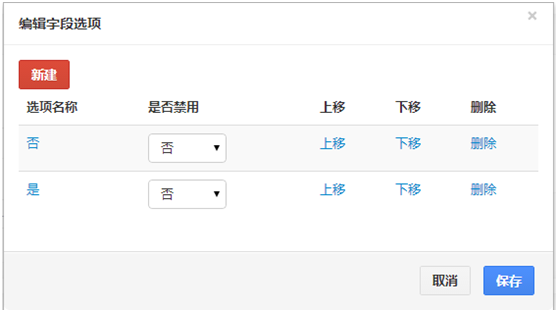 编辑字段选项
×
新建
选项名称 是否禁用 上移 下移 删除
否 否 上移 下移 删除
是 否 上移 下移 删除
取消 保存